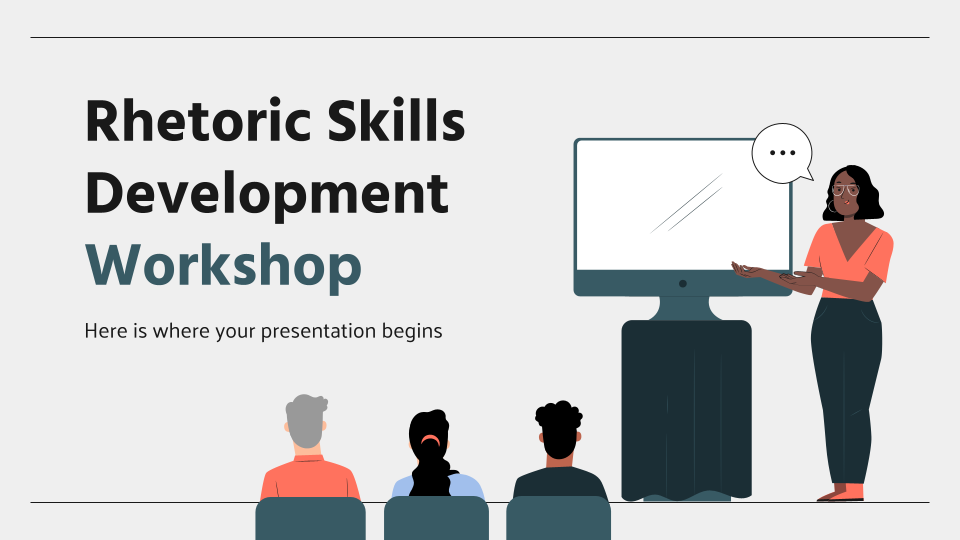 Rhetoric Skills
Development
Workshop
Here is where your presentation begins